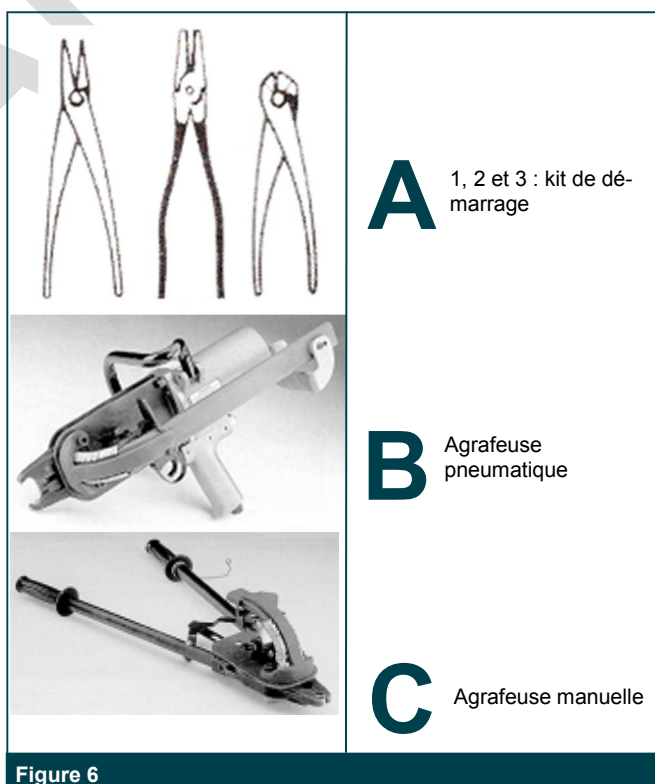 A
1, 2 et 3 : kit de dé-
marrage
B
Agrafeuse
pneumatique
C
Agrafeuse manuelle
Figure 6